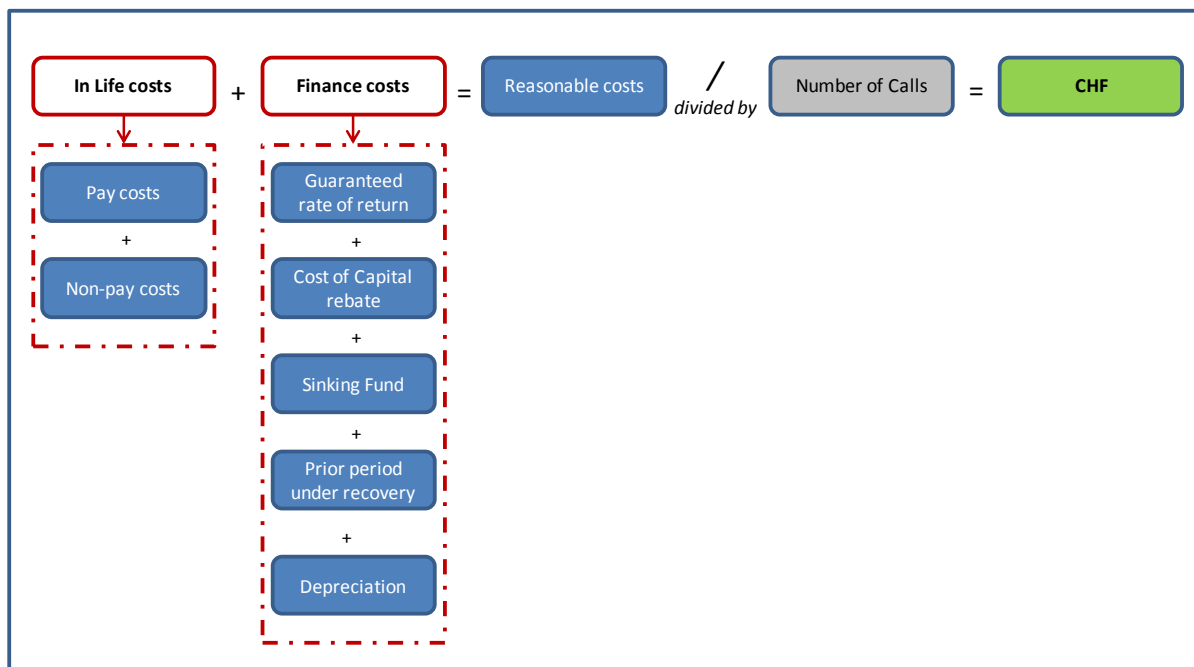 In Life costs + Finance costs = Reasonable costs / divided by Number of Calls = CHF
Pay costs
+
Non-pay costs
Guaranteed
rate of return
+
Cost of Capital
rebate
+
Sinking Fund
+
Prior period
under recovery
+
Depreciation